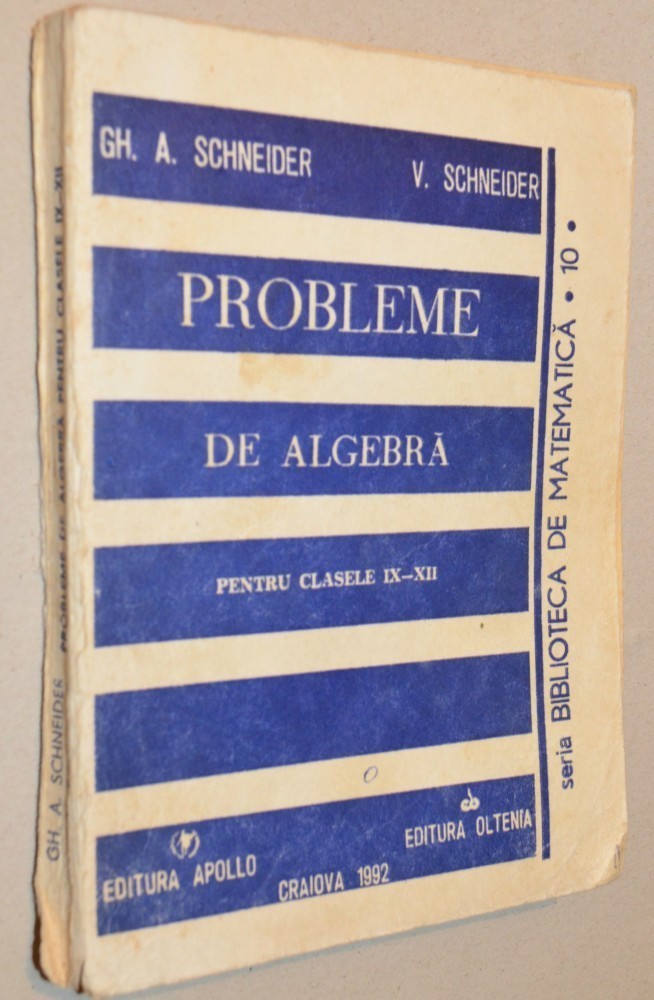 GH. A. SCHNEIDER
V. SCHNEIDER
PROBLEME
DE ALGEBRĂ
PENTRU CLASELE IX-XII
EDITURA APOLLO
CRAIOVA 1992
EDITURA OLTENIA
seria BIBLIOTECA DE MATEMATICĂ • 10 •
GH. A. SCHNEIDER PROBLEME DE ALGEBRĂ PENTRU CLASELE IX-XII